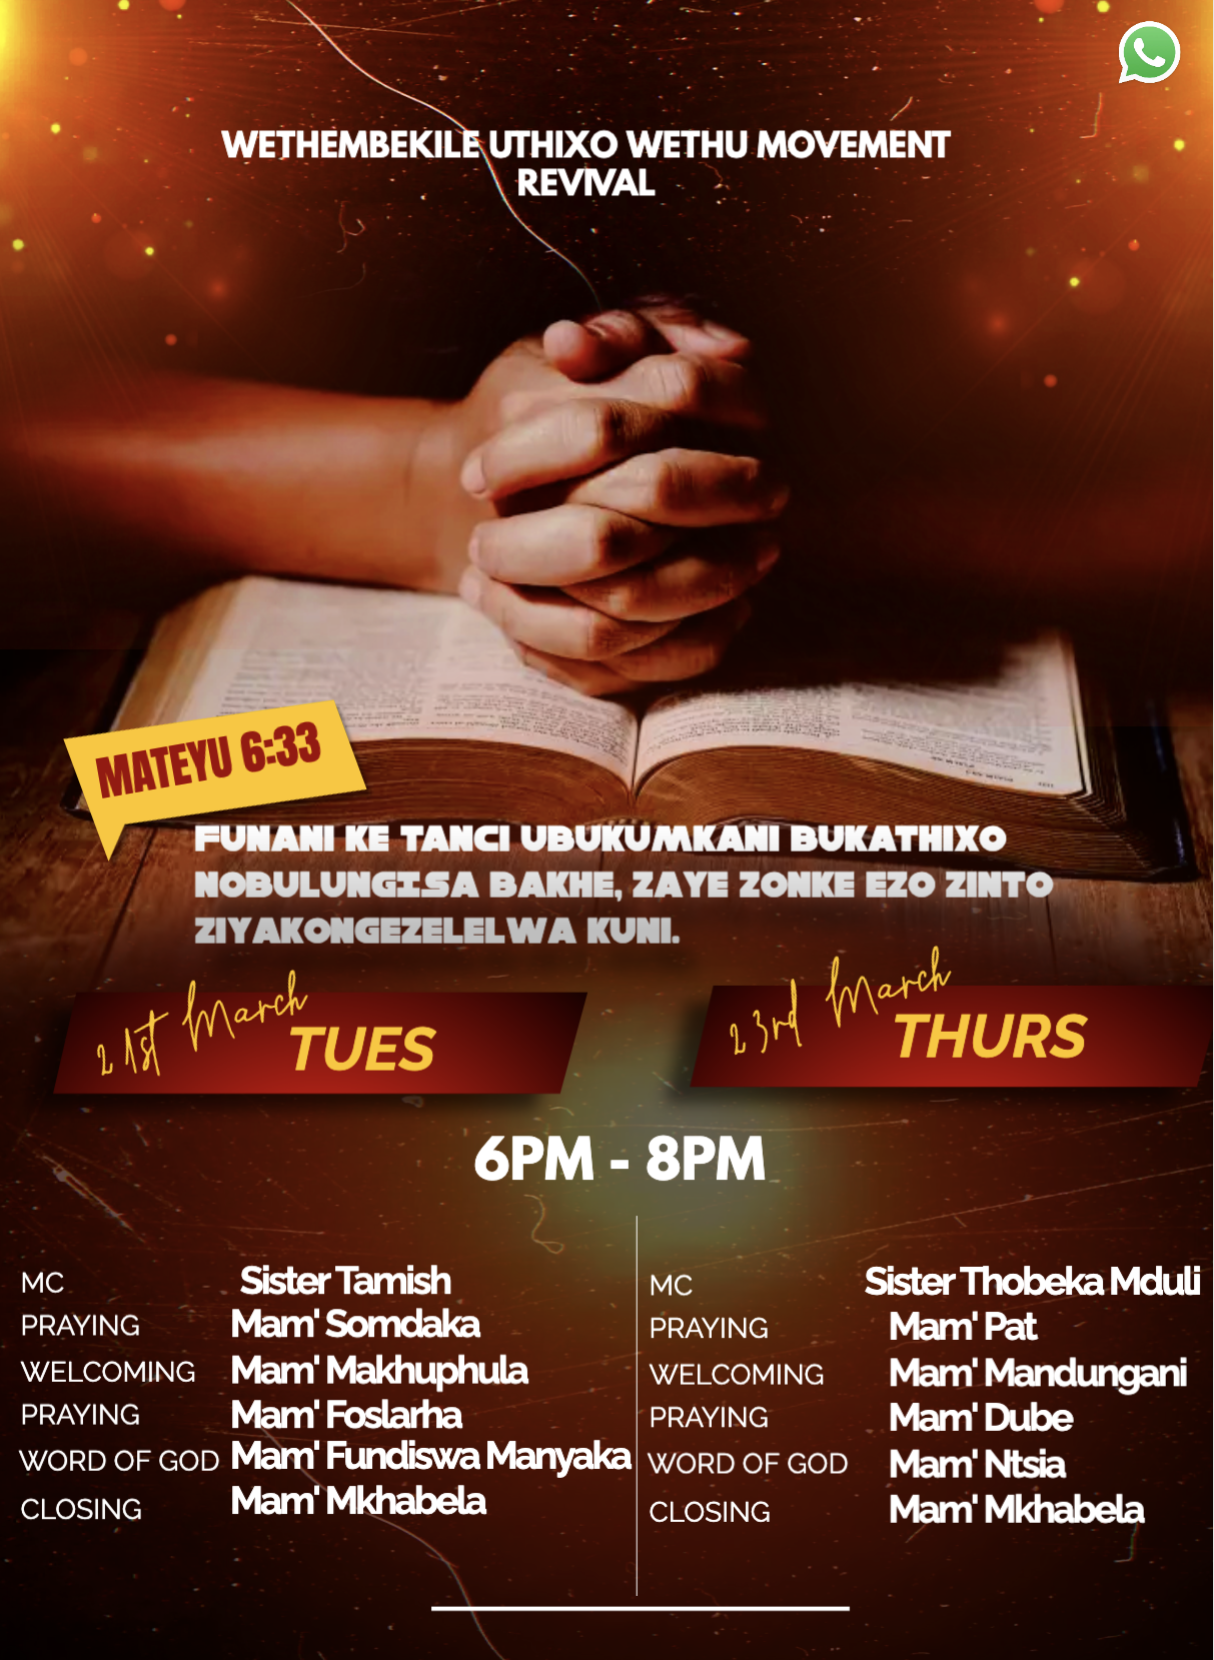 WETHEMBEKILE UTHIXO WETHU MOVEMENT
REVIVAL
MATEYU 6:33
FUNANI KE TANCI UBUKUMKANI BUKATHIXO
NOBULUNGISA BAKHE, ZAYE ZONKE EZO ZINTO
ZIYAKONGEZELELWA KUNI.
21st March
TUES
23rd March
THURS
6PM - 8PM
MC Sister Tamish
PRAYING Mam' Somdaka
WELCOMING Mam' Makhuphula
PRAYING Mam' Foslarha
WORD OF GOD Mam' Fundiswa Manyaka
CLOSING Mam' Mkhabela
MC Sister Thobeka Mduli
PRAYING Mam' Pat
WELCOMING Mam' Mandungani
PRAYING Mam' Dube
WORD OF GOD Mam' Ntsia
CLOSING Mam' Mkhabela